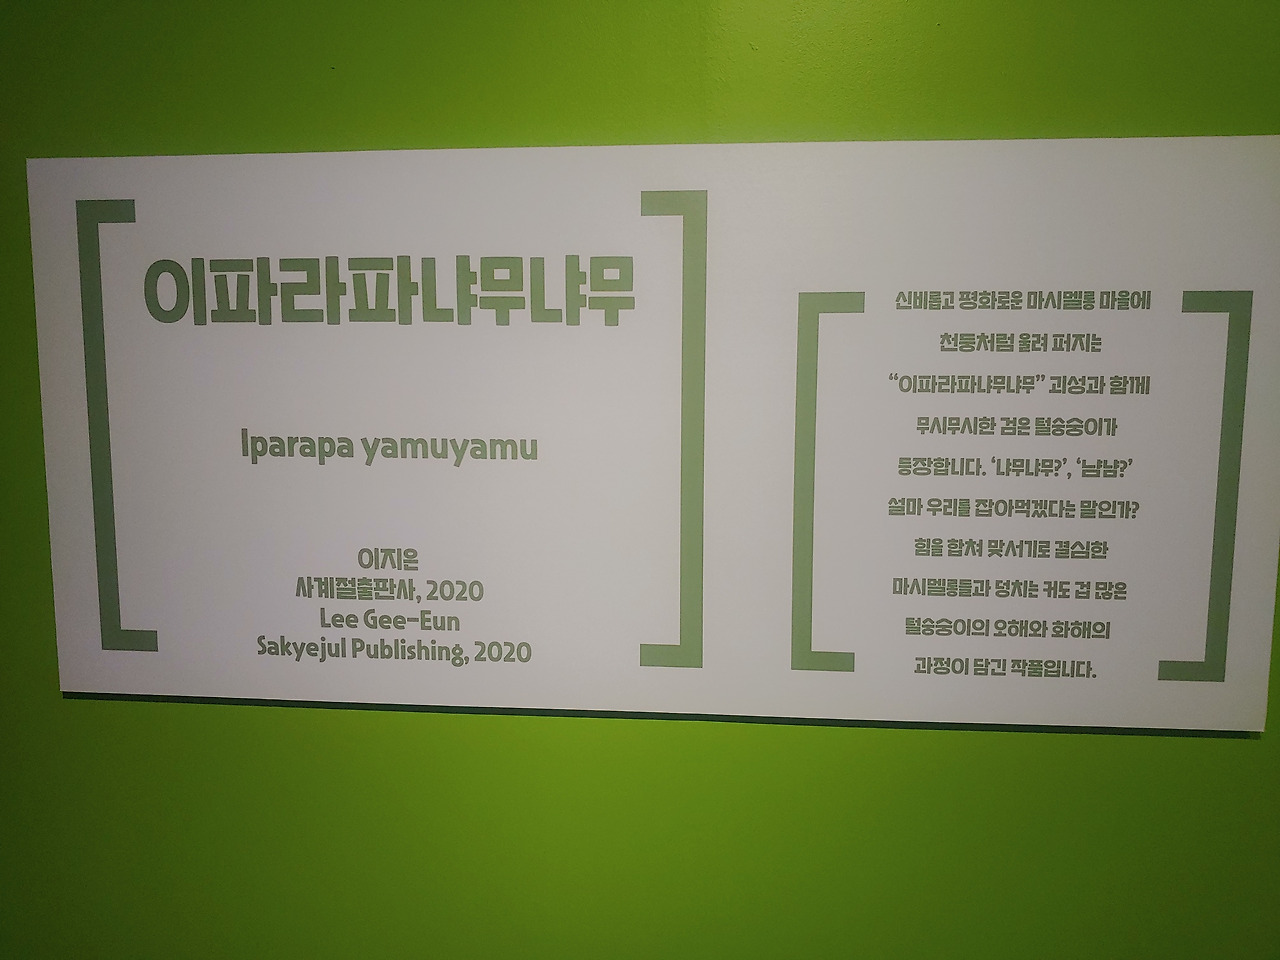 이파라파냐무냐무
Iparapa yamuyamu
이지은
사계절출판사, 2020
Lee Gee-Eun
Sakyejul Publishing, 2020
신비롭고 평화로운 마시멜롱 마을에
천둥처럼 울려 퍼지는
“이파라파냐무냐무” 괴성과 함께
무시무시한 검은 털숭숭이가
등장합니다. ‘냐무냐무?’, ‘냠냠?’
설마 우리를 잡아먹겠다는 말인가?
힘을 합쳐 맞서기로 결심한
마시멜롱들과 덩치는 커도 겁 많은
털숭숭이의 오해와 화해의
과정이 담긴 작품입니다.